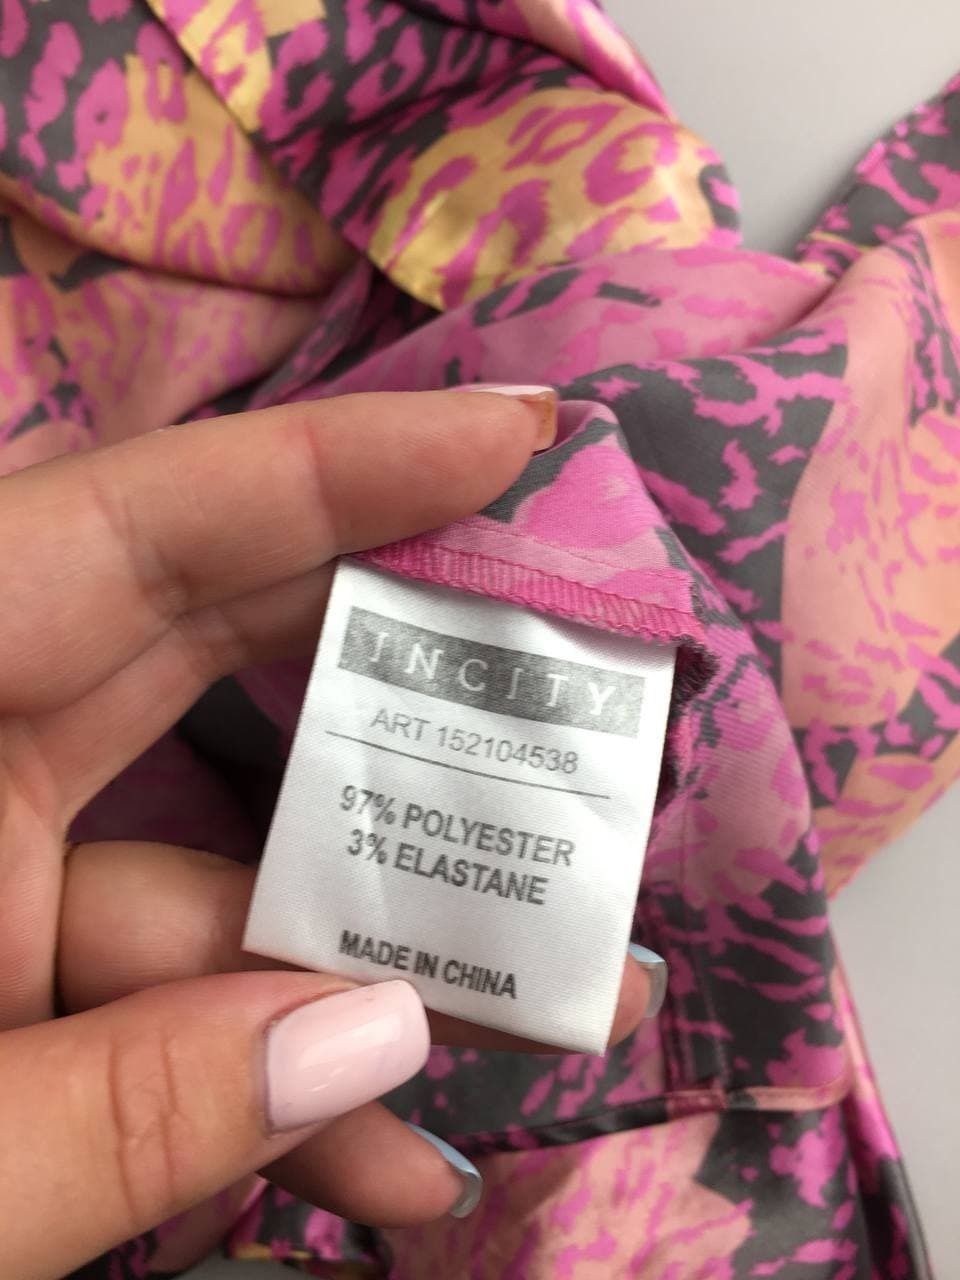 INCITY
ART 152104538
97% POLYESTER
3% ELASTANE
MADE IN CHINA